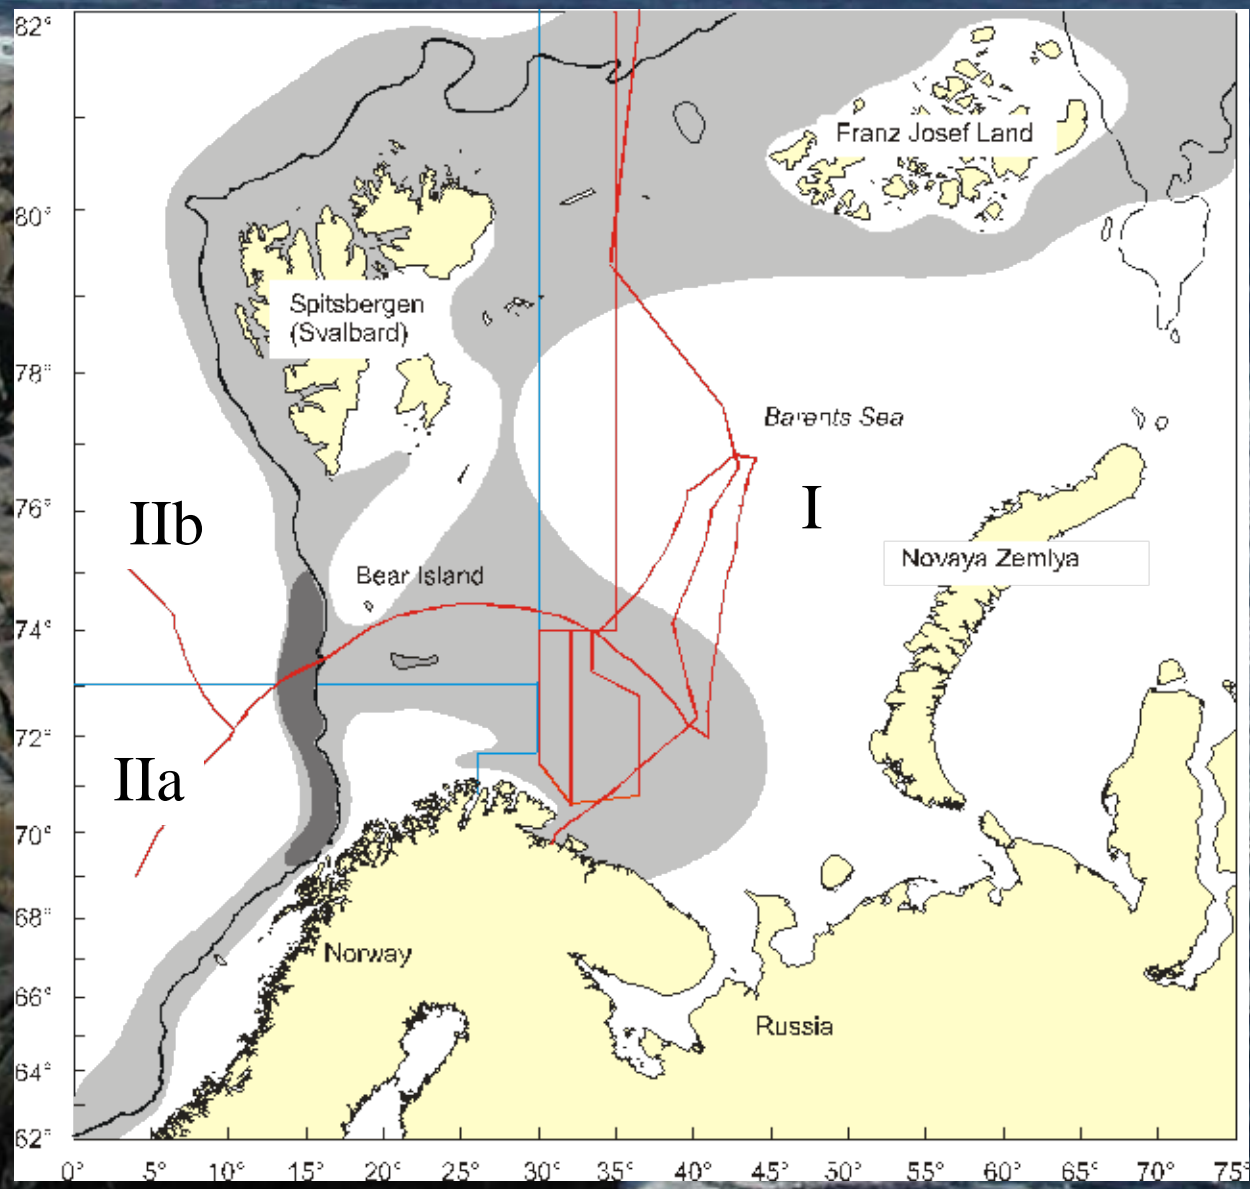 82°
Franz Josef Land
80°
Spitsbergen
(Svalbard)
78°
Barents Sea
76°
IIb
I
Novaya Zemlya
Bear Island
74°
72°
IIa
70°
68°
Norway
66°
Russia
64°
62°
0° 5° 10° 15° 20° 25° 30° 35° 40° 45° 50° 55° 60° 65° 70° 75°